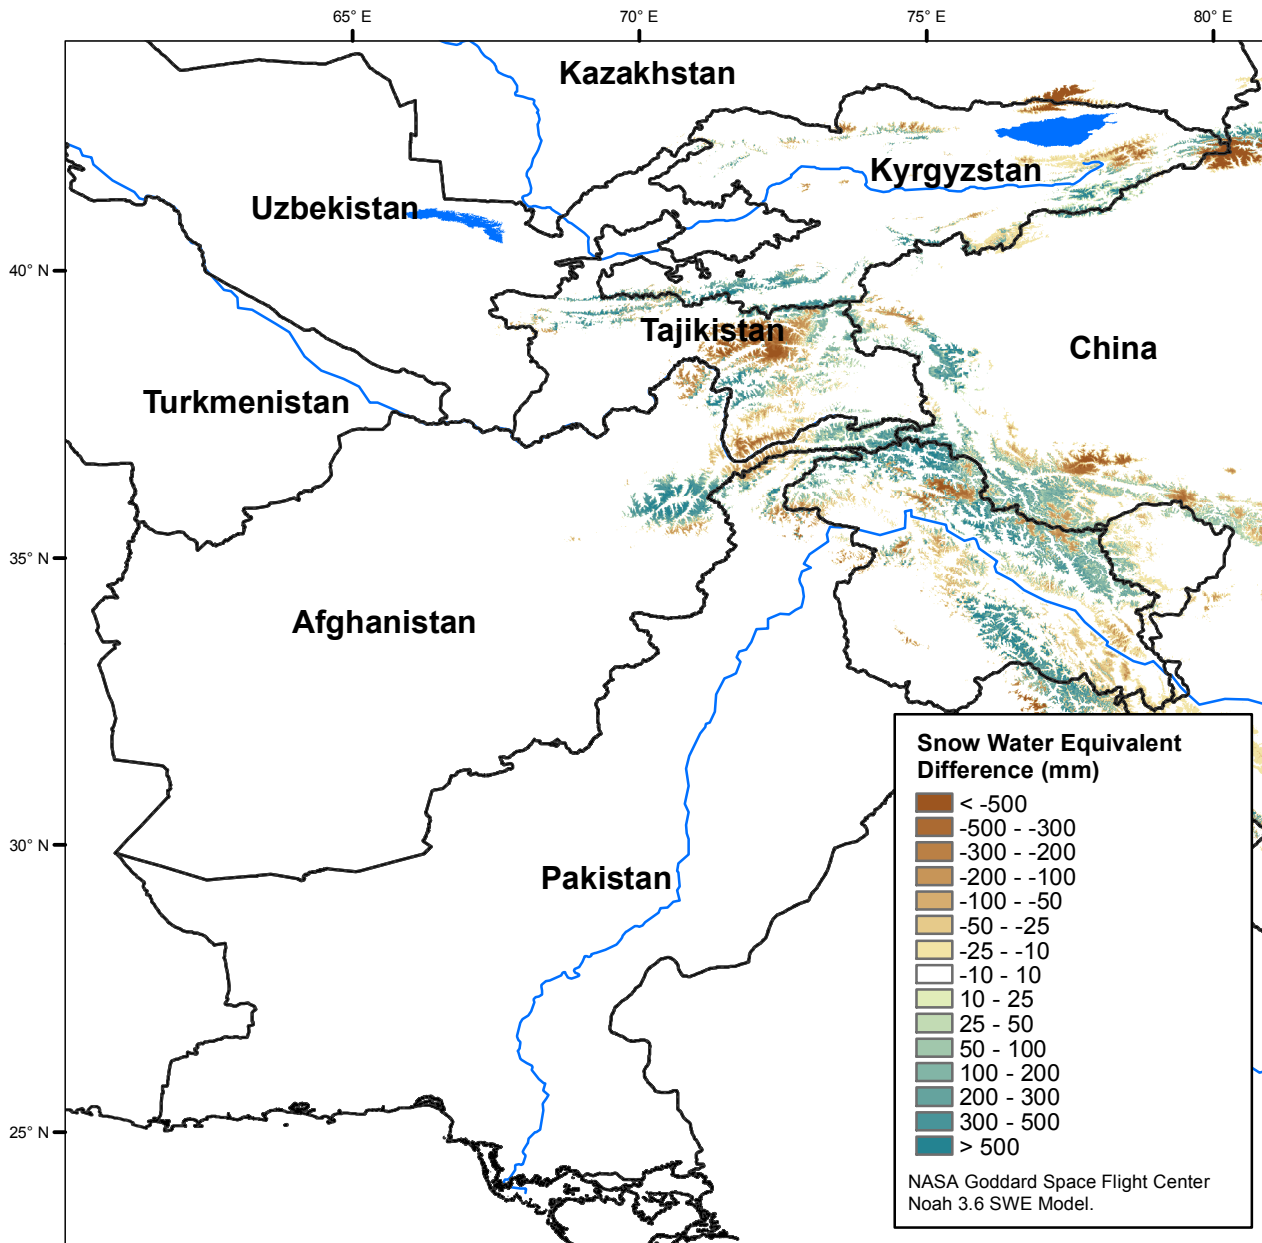 65° E
70° E
75° E
80° E
Kazakhstan
Kyrgyzstan
Uzbekistan
40° N
Tajikistan
China
Turkmenistan
35° N
Afghanistan
30° N
Pakistan
25° N
Snow Water Equivalent
Difference (mm)
< -500
-500 - -300
-300 - -200
-200 - -100
-100 - -50
-50 - -25
-25 - -10
-10 - 10
10 - 25
25 - 50
50 - 100
100 - 200
200 - 300
300 - 500
> 500
NASA Goddard Space Flight Center
Noah 3.6 SWE Model.